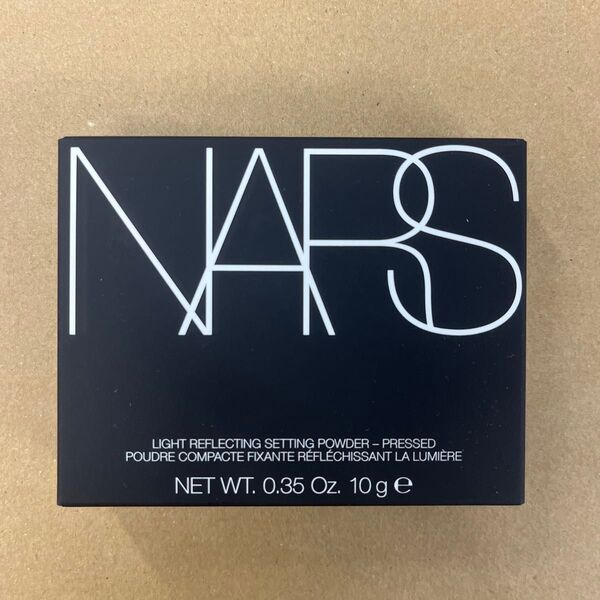 NARS
LIGHT REFLECTING SETTING POWDER – PRESSED
POUDRE COMPACTE FIXANTE RÉFLÉCHISSANT LA LUMIÈRE
NET WT. 0.35 Oz. 10 g ℮